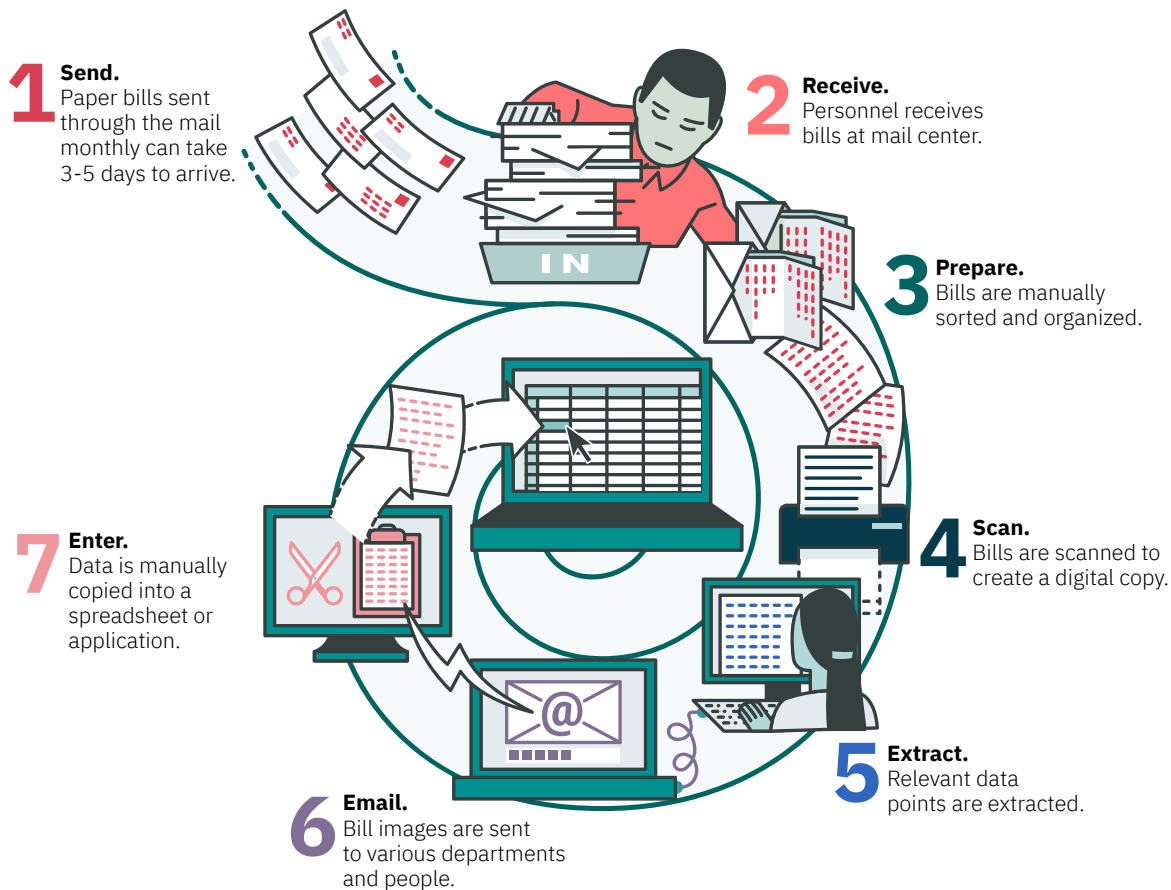 1
Send.
Paper bills sent
through the mail
monthly can take
3-5 days to arrive.
2
Receive.
Personnel receives
bills at mail center.
IN
3
Prepare.
Bills are manually
sorted and organized.
4
Scan.
Bills are scanned to
create a digital copy.
5
Extract.
Relevant data
points are extracted.
@
6
Email.
Bill images are sent
to various departments
and people.
7
Enter.
Data is manually
copied into a
spreadsheet or
application.